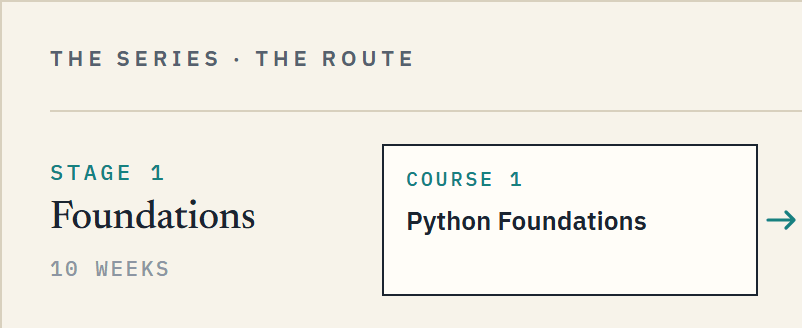 THE SERIES · THE ROUTE
STAGE 1
Foundations
10 WEEKS
COURSE 1
Python Foundations